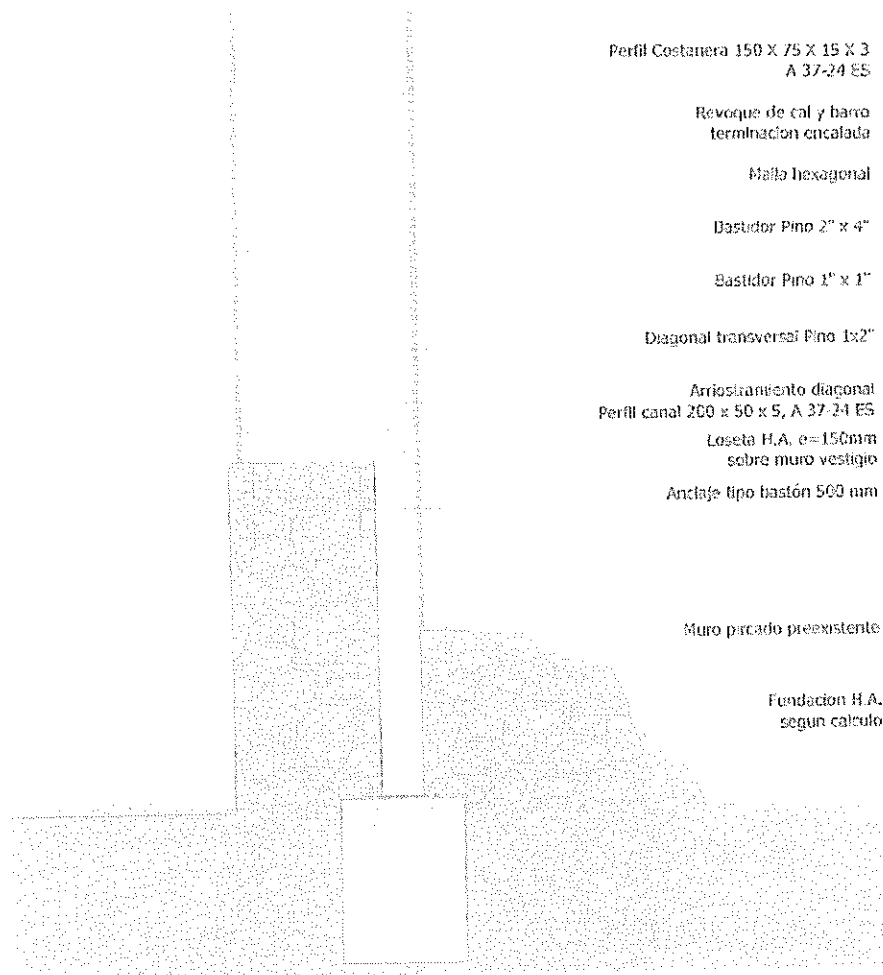 Perfil Costanera 150 X 75 X 15 X 3
A 37-24 ES
Revoque de cal y barro
terminacion encalada
Malla hexagonal
Bastidor Pino 2" x 4"
Bastidor Pino 1" x 1"
Diagonal transversal Pino 1x2"
Arriostramiento diagonal
Perfil canal 200 x 50 x 5, A 37-24 ES
Loseta H.A. e=150mm
sobre muro vestigio
Anclaje tipo bastón 500 mm
Muro pircado preexistente
Fundacion H.A.
segun calculo